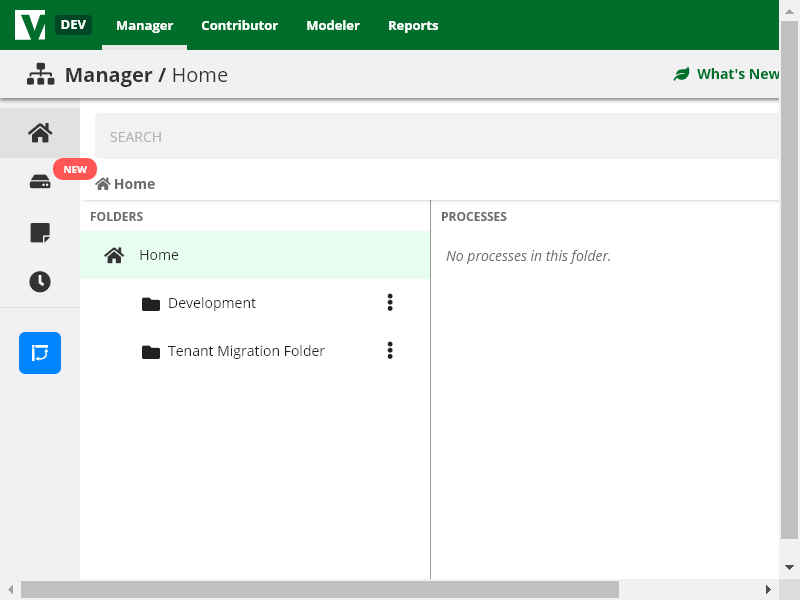 V DEV Manager Contributor Modeler Reports
Manager / Home What's New
SEARCH
NEW
Home
FOLDERS PROCESSES
Home No processes in this folder.
Development
Tenant Migration Folder